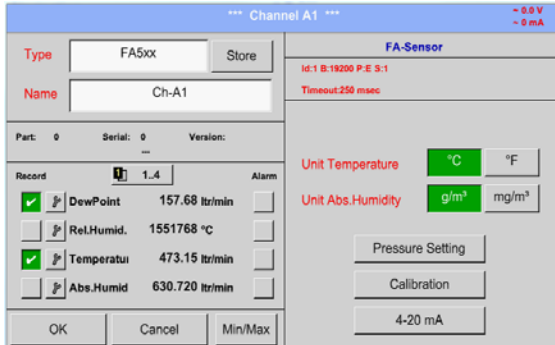 *** Channel A1 ***
~ 0.0 V
~ 0 mA
Type
FA5xx
Store
Name
Ch-A1
Part: 0 Serial: 0 Version:
---
Record
1..4
Alarm
DewPoint 157.68 ltr/min
Rel.Humid. 1551768 °C
Temperatur 473.15 ltr/min
Abs.Humid 630.720 ltr/min
OK
Cancel
Min/Max
FA-Sensor
Id:1 B:19200 P:E S:1
Timeout:250 msec
Unit Temperature
°C
°F
Unit Abs.Humidity
g/m³
mg/m³
Pressure Setting
Calibration
4-20 mA